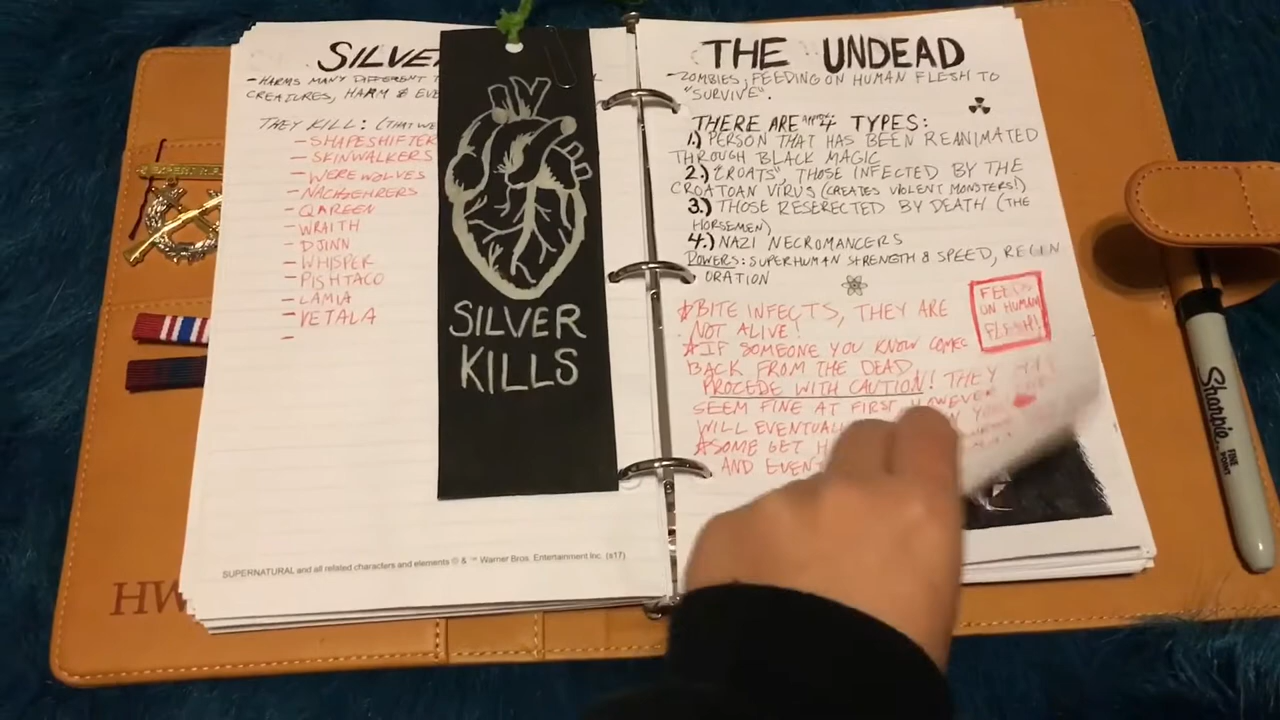 SILVE
-HARMS MANY DIFFERENT
CREATURES, HARM & EVE
THEY KILL: (THAT WE
- SHAPESHIFTER
- SKINWALKERS
- WEREWOLVES
- NACHZEHRERS
- QAREEN
- WRAITH
- DJINN
- WHISPER
- PISHTACO
- LAMIA
- VETALA
-
SUPERNATURAL and all related characters and elements © & ™ Warner Bros. Entertainment Inc. (s17)
HW
SILVER
KILLS
THE UNDEAD
-ZOMBIES, FEEDING ON HUMAN FLESH TO
"SURVIVE".
THERE ARE 4 TYPES:
1.) PERSON THAT HAS BEEN REANIMATED
THROUGH BLACK MAGIC
2.) "CROATS", THOSE INFECTED BY THE
CROATOAN VIRUS (CREATES VIOLENT MONSTERS!)
3.) THOSE RESERECTED BY DEATH (THE
HORSEMEN)
4.) NAZI NECROMANCERS
POWERS: SUPERHUMAN STRENGTH & SPEED, REGEN
ORATION
FEEDS
ON HUMAN
FLESH!
☆BITE INFECTS, THEY ARE
NOT ALIVE!
☆IF SOMEONE YOU KNOW COMES
BACK FROM THE DEAD
PROCEDE WITH CAUTION! THEY
SEEM FINE AT FIRST HOWEVER
WILL EVENTUALL
☆SOME GET H
AND EVEN
Sharpie
FINE
POINT